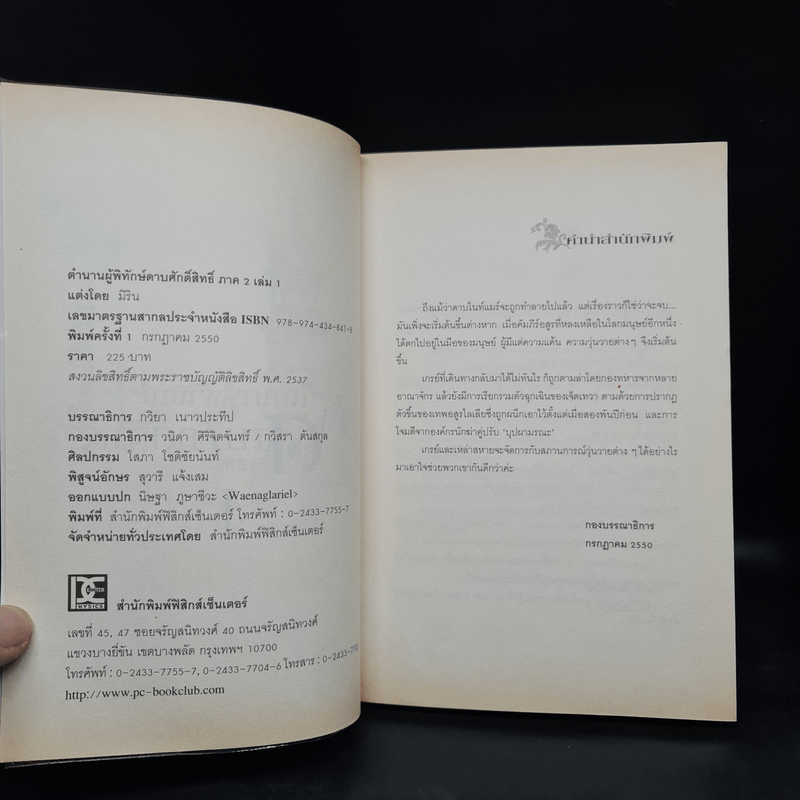 ตำนานผู้พิทักษ์ดาบศักดิ์สิทธิ์ ภาค 2 เล่ม 1
แต่งโดย มิริน
เลขมาตรฐานสากลประจำหนังสือ ISBN 978-974-434-841-8
พิมพ์ครั้งที่ 1 กรกฎาคม 2550
ราคา 225 บาท
สงวนลิขสิทธิ์ตามพระราชบัญญัติลิขสิทธิ์ พ.ศ. 2537
บรรณาธิการ กวิยา เนาวประทีป
กองบรรณาธิการ วนิดา ศิริจิตจันทร์ / กวิสรา ตันสกุล
ศิลปกรรม โสภา โชติชัยนันท์
พิสูจน์อักษร สุวารี แจ้งเสม
ออกแบบปก นิษฐา ภูษาชีวะ <Waenaglariel>
พิมพ์ที่ สำนักพิมพ์ฟิสิกส์เซ็นเตอร์ โทรศัพท์ : 0-2433-7755-7
จัดจำหน่ายทั่วประเทศโดย สำนักพิมพ์ฟิสิกส์เซ็นเตอร์
CENTER
PHYSICS
สำนักพิมพ์ฟิสิกส์เซ็นเตอร์
เลขที่ 45, 47 ซอยจรัญสนิทวงศ์ 40 ถนนจรัญสนิทวงศ์
แขวงบางยี่ขัน เขตบางพลัด กรุงเทพฯ 10700
โทรศัพท์ : 0-2433-7755-7, 0-2433-7704-6 โทรสาร : 0-2433-
http://www.pc-bookclub.com
คำนำสำนักพิมพ์
ถึงแม้ว่าดาบไนท์แมร์จะถูกทำลายไปแล้ว แต่เรื่องราวก็ใช่ว่าจะจบ...
มันเพิ่งจะเริ่มต้นขึ้นต่างหาก เมื่อคัมภีร์อสูรที่หลงเหลือในโลกมนุษย์อีกหนึ่ง
ได้ตกไปอยู่ในมือของมนุษย์ ผู้มีแต่ความแค้น ความวุ่นวายต่างๆ จึงเริ่มต้น
ขึ้น
เกรย์ที่เดินทางกลับมาได้ไม่ทันไร ก็ถูกตามล่าโดยกองทหารจากหลาย
อาณาจักร แล้วยังมีการเรียกรวมตัวฉุกเฉินของเจ็ดเทวา ตามด้วยการปรากฏ
ตัวขึ้นของเทพอสูรไลเลียซึ่งถูกผนึกเอาไว้ตั้งแต่เมื่อสองพันปีก่อน และการ
โจมตีจากองค์กรนักฆ่าคู่ปรับ "บุปผามรณะ"
เกรย์และเหล่าสหายจะจัดการกับสถานการณ์วุ่นวายต่าง ๆ ได้อย่างไร
มาเอาใจช่วยพวกเขากันดีกว่าค่ะ
กองบรรณาธิการ
กรกฎาคม 2550